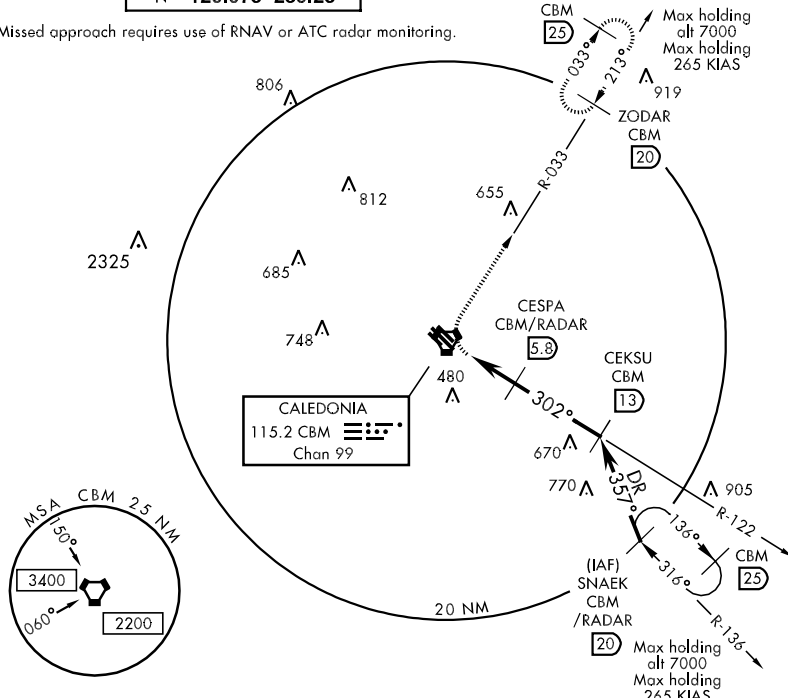 Missed approach requires use of RNAV or ATC radar monitoring.
CBM
25
033°
213°
Max holding
alt 7000
Max holding
265 KIAS
919
ZODAR
CBM
20
806
812
655
R-033
2325
685
748
480
CESPA
CBM/RADAR
5.8
CEKSU
CBM
13
302°
CALEDONIA
115.2 CBM
Chan 99
670
770
DR
357°
905
R-122
136°
316°
CBM
25
R-136
(IAF)
SNAEK
CBM
/RADAR
20
Max holding
alt 7000
Max holding
265 KIAS
20 NM
MSA CBM 25 NM
150°
3400
060°
2200